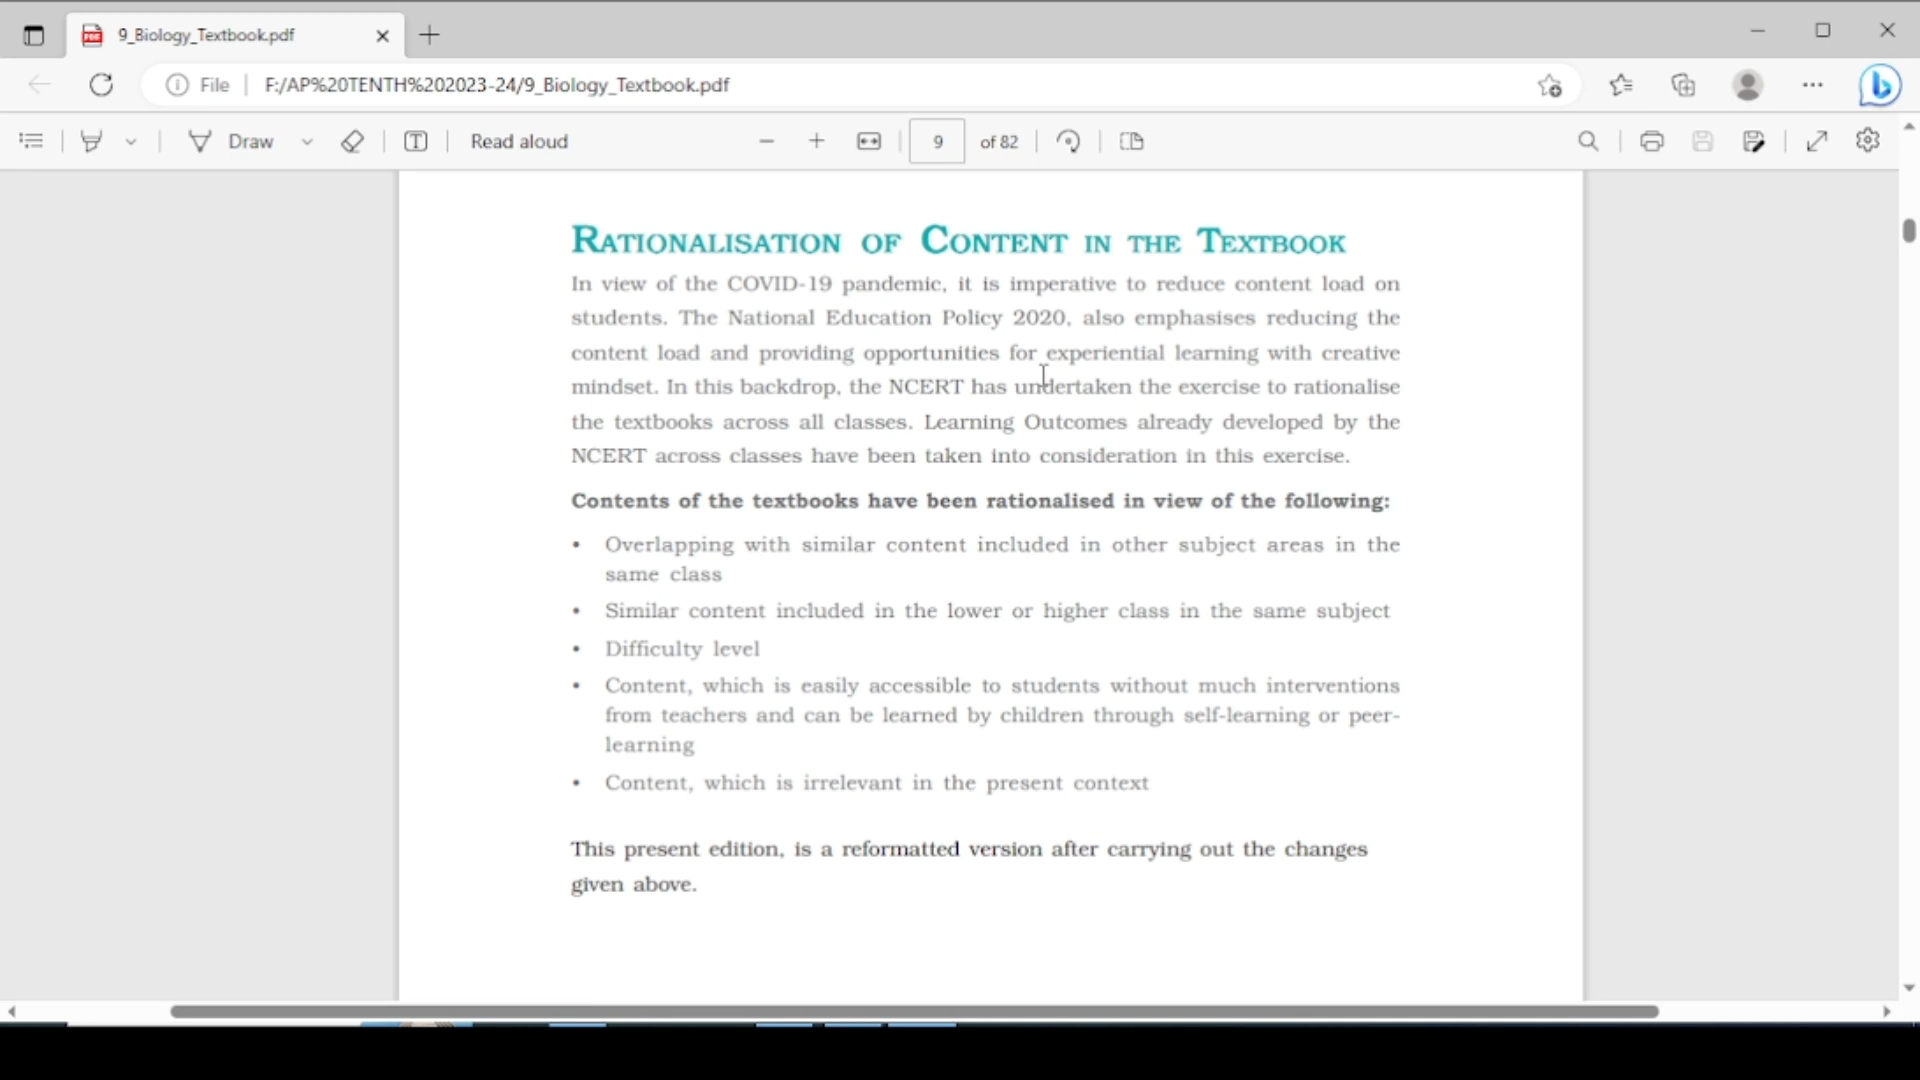 9_Biology_Textbook.pdf
File
F:/AP%20TENTH%202023-24/9_Biology_Textbook.pdf
Draw
Read aloud
9
of 82
RATIONALISATION OF CONTENT IN THE TEXTBOOK
In view of the COVID-19 pandemic, it is imperative to reduce content load on
students. The National Education Policy 2020, also emphasises reducing the
content load and providing opportunities for experiential learning with creative
mindset. In this backdrop, the NCERT has undertaken the exercise to rationalise
the textbooks across all classes. Learning Outcomes already developed by the
NCERT across classes have been taken into consideration in this exercise.
Contents of the textbooks have been rationalised in view of the following:
• Overlapping with similar content included in other subject areas in the
same class
• Similar content included in the lower or higher class in the same subject
• Difficulty level
• Content, which is easily accessible to students without much interventions
from teachers and can be learned by children through self-learning or peer-
learning
• Content, which is irrelevant in the present context
This present edition, is a reformatted version after carrying out the changes
given above.